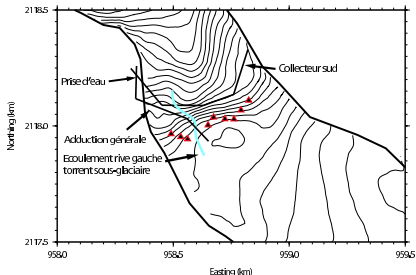 2118.5
Collecteur sud
Prise d'eau
2118.0
Adduction générale
Ecoulement rive gauche
torrent sous-glaciaire
Northing (km)
2117.5
958.0
958.5
959.0
959.5
Easting (km)